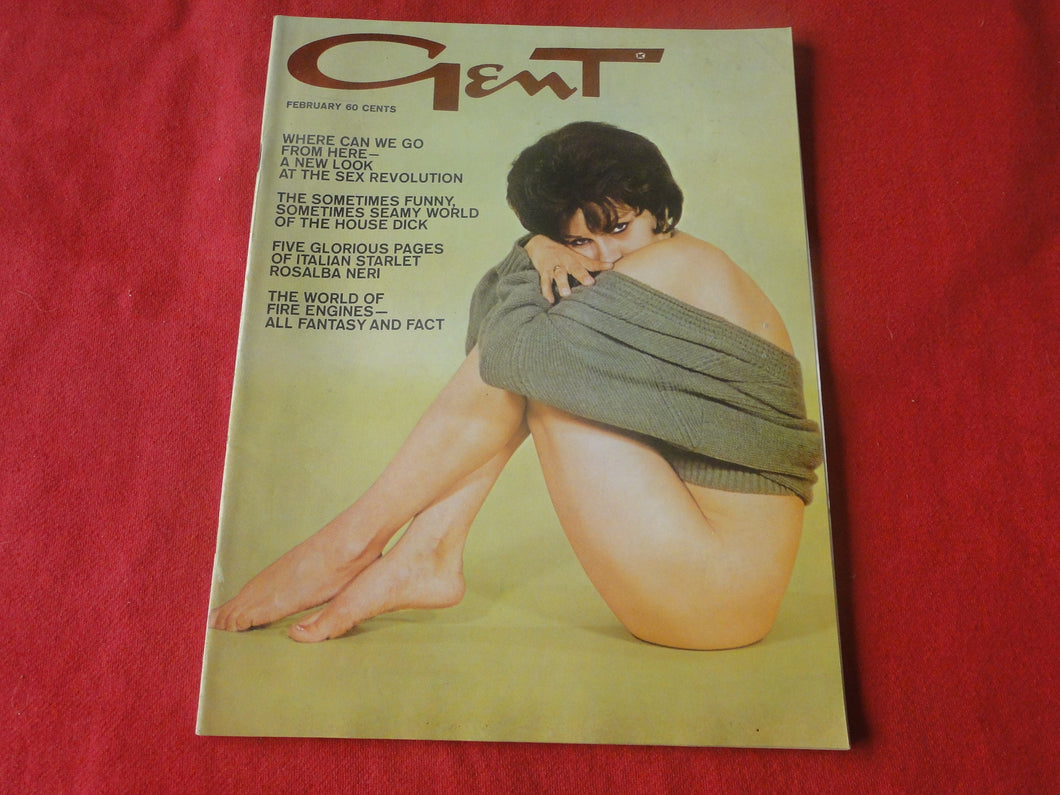 GENT
FEBRUARY 60 CENTS
WHERE CAN WE GO
FROM HERE—
A NEW LOOK
AT THE SEX REVOLUTION
THE SOMETIMES FUNNY,
SOMETIMES SEAMY WORLD
OF THE HOUSE DICK
FIVE GLORIOUS PAGES
OF ITALIAN STARLET
ROSALBA NERI
THE WORLD OF
FIRE ENGINES—
ALL FANTASY AND FACT